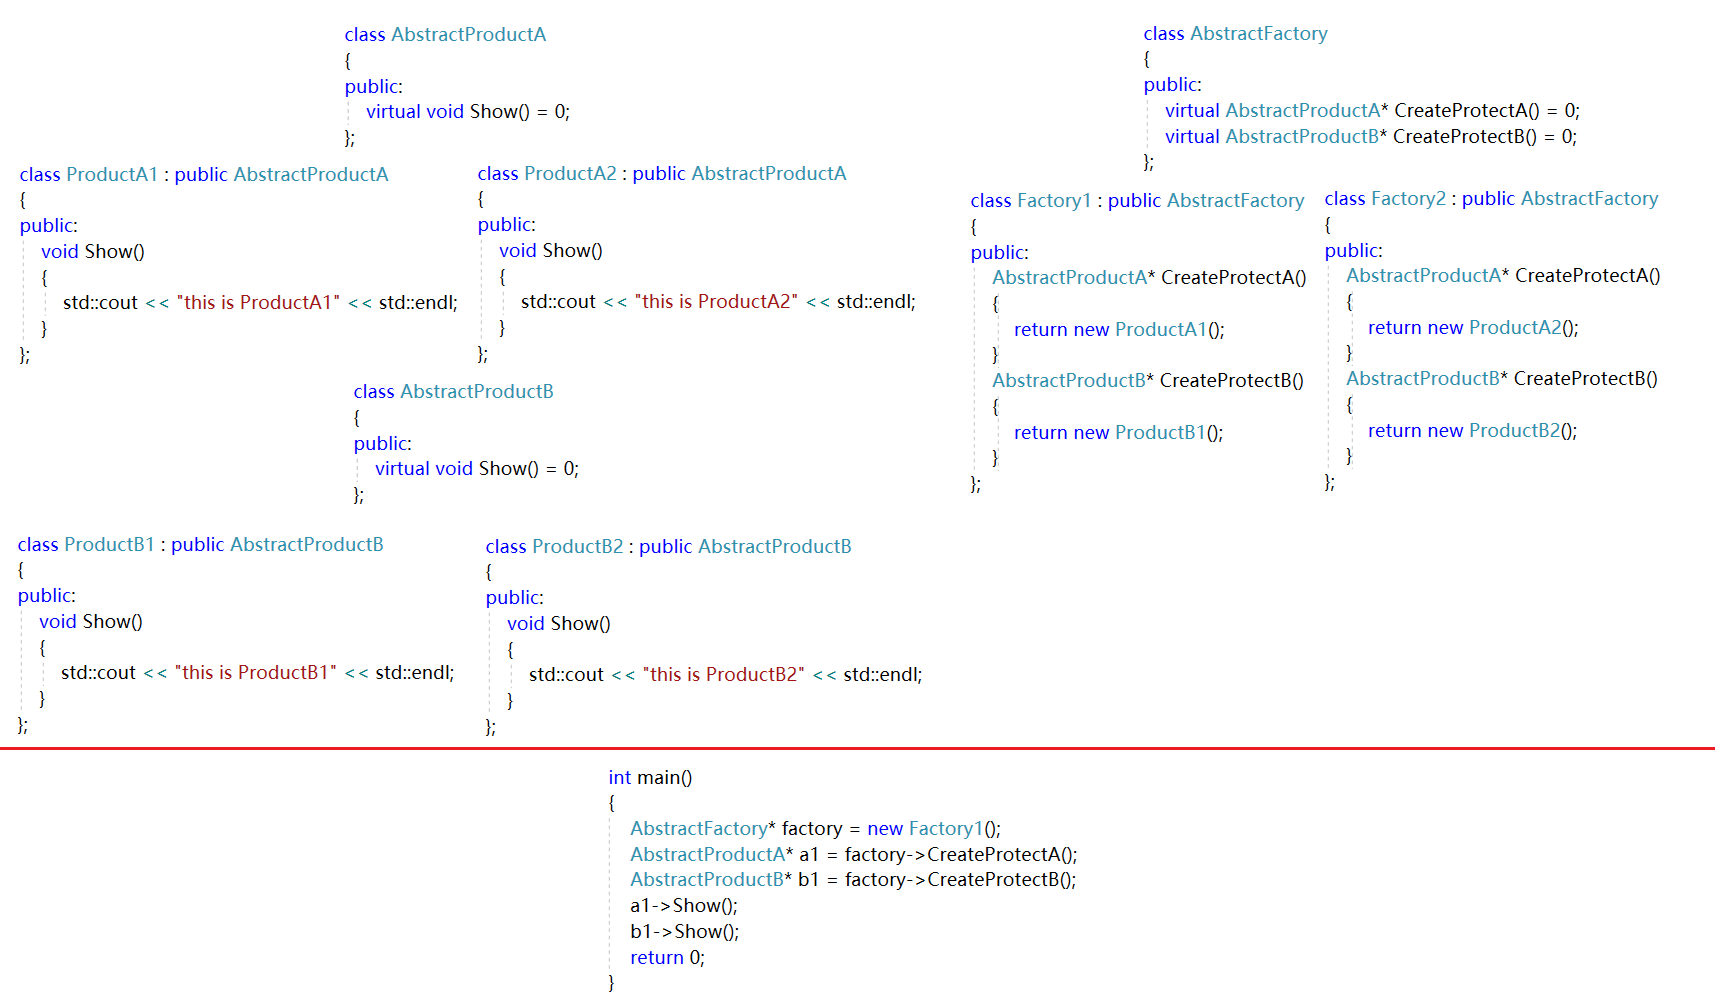 class AbstractProductA
{
public:
    virtual void Show() = 0;
};
class ProductA1 : public AbstractProductA
{
public:
    void Show()
    {
        std::cout << "this is ProductA1" << std::endl;
    }
};
class ProductA2 : public AbstractProductA
{
public:
    void Show()
    {
        std::cout << "this is ProductA2" << std::endl;
    }
};
class AbstractProductB
{
public:
    virtual void Show() = 0;
};
class ProductB1 : public AbstractProductB
{
public:
    void Show()
    {
        std::cout << "this is ProductB1" << std::endl;
    }
};
class ProductB2 : public AbstractProductB
{
public:
    void Show()
    {
        std::cout << "this is ProductB2" << std::endl;
    }
};
class AbstractFactory
{
public:
    virtual AbstractProductA* CreateProtectA() = 0;
    virtual AbstractProductB* CreateProtectB() = 0;
};
class Factory1 : public AbstractFactory
{
public:
    AbstractProductA* CreateProtectA()
    {
        return new ProductA1();
    }
    AbstractProductB* CreateProtectB()
    {
        return new ProductB1();
    }
};
class Factory2 : public AbstractFactory
{
public:
    AbstractProductA* CreateProtectA()
    {
        return new ProductA2();
    }
    AbstractProductB* CreateProtectB()
    {
        return new ProductB2();
    }
};
int main()
{
    AbstractFactory* factory = new Factory1();
    AbstractProductA* a1 = factory->CreateProtectA();
    AbstractProductB* b1 = factory->CreateProtectB();
    a1->Show();
    b1->Show();
    return 0;
}